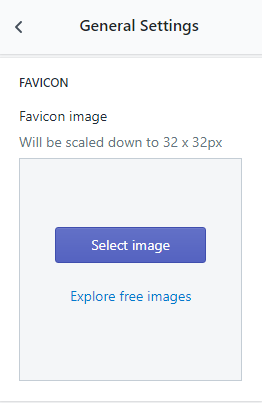 General Settings
FAVICON
Favicon image
Will be scaled down to 32 x 32px
Select image
Explore free images